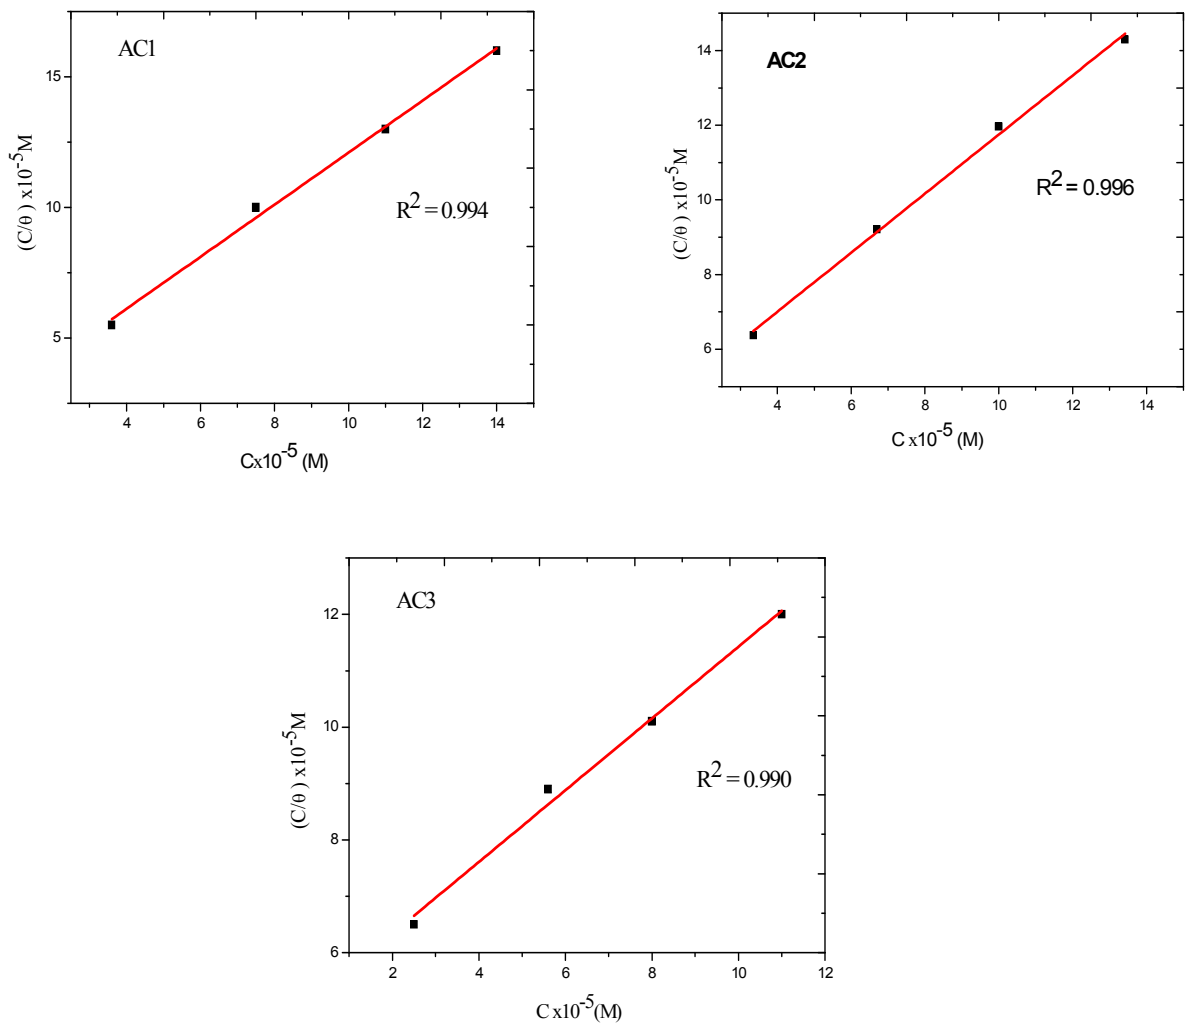 AC1
15
10
5
(C/θ) x10⁻⁵M
R² = 0.994
4 6 8 10 12 14
Cx10⁻⁵ (M)
AC2
14
12
10
8
6
(C/θ) x10⁻⁵M
R² = 0.996
4 6 8 10 12 14
C x10⁻⁵ (M)
AC3
12
10
8
6
(C/θ) x10⁻⁵M
R² = 0.990
2 4 6 8 10 12
C x10⁻⁵(M)